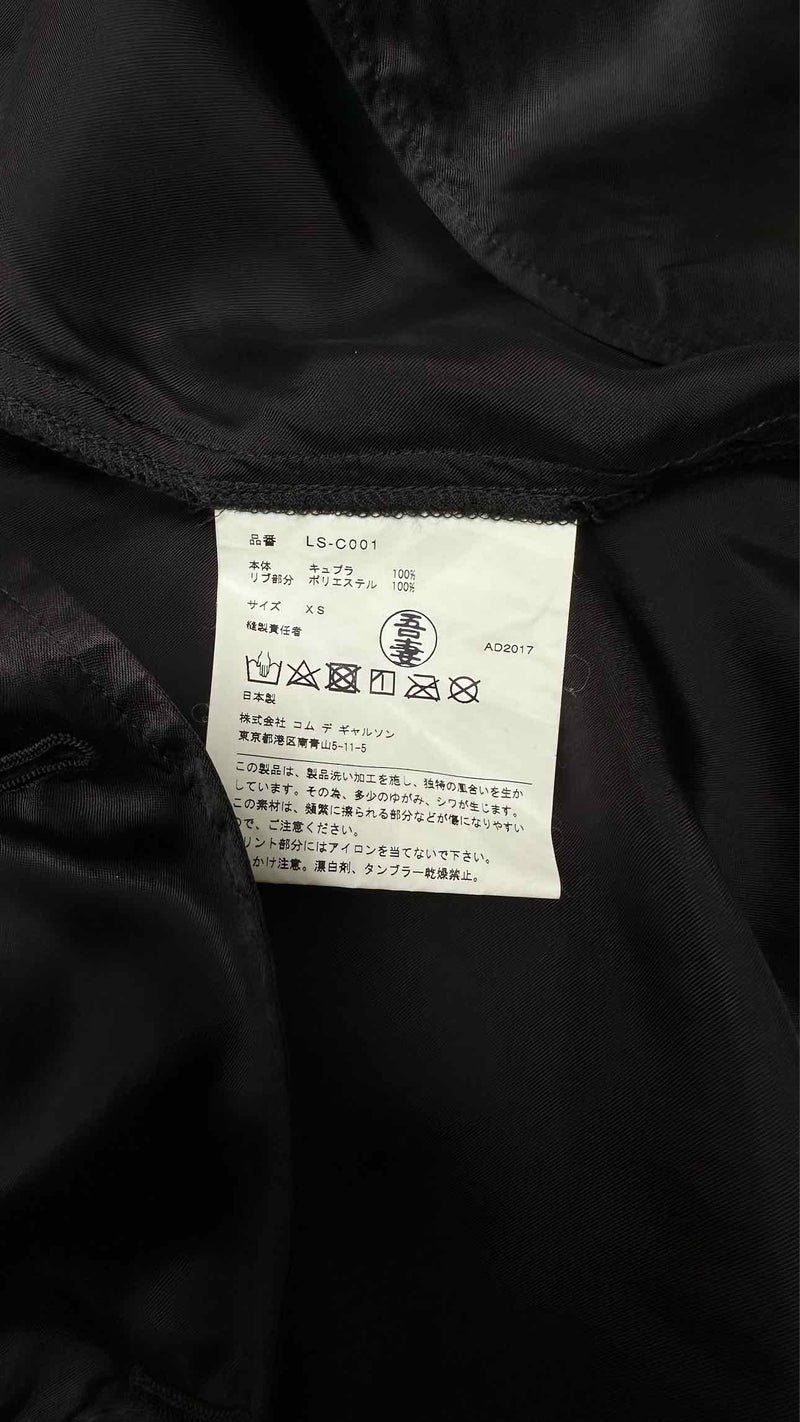 品番 LS-C001
本体 キュプラ 100%
リブ部分 ポリエステル 100%
サイズ XS
縫製責任者 吾妻 AD2017
日本製
株式会社 コム デ ギャルソン
東京都港区南青山5-11-5
この製品は、製品洗い加工を施し、独特の風合いを生か
しています。その為、多少のゆがみ、シワが生じます。
この素材は、頻繁に擦られる部分などが傷になりやすい
ので、ご注意ください。
リント部分にはアイロンを当てないで下さい。
かけ注意。漂白剤、タンブラー乾燥禁止。